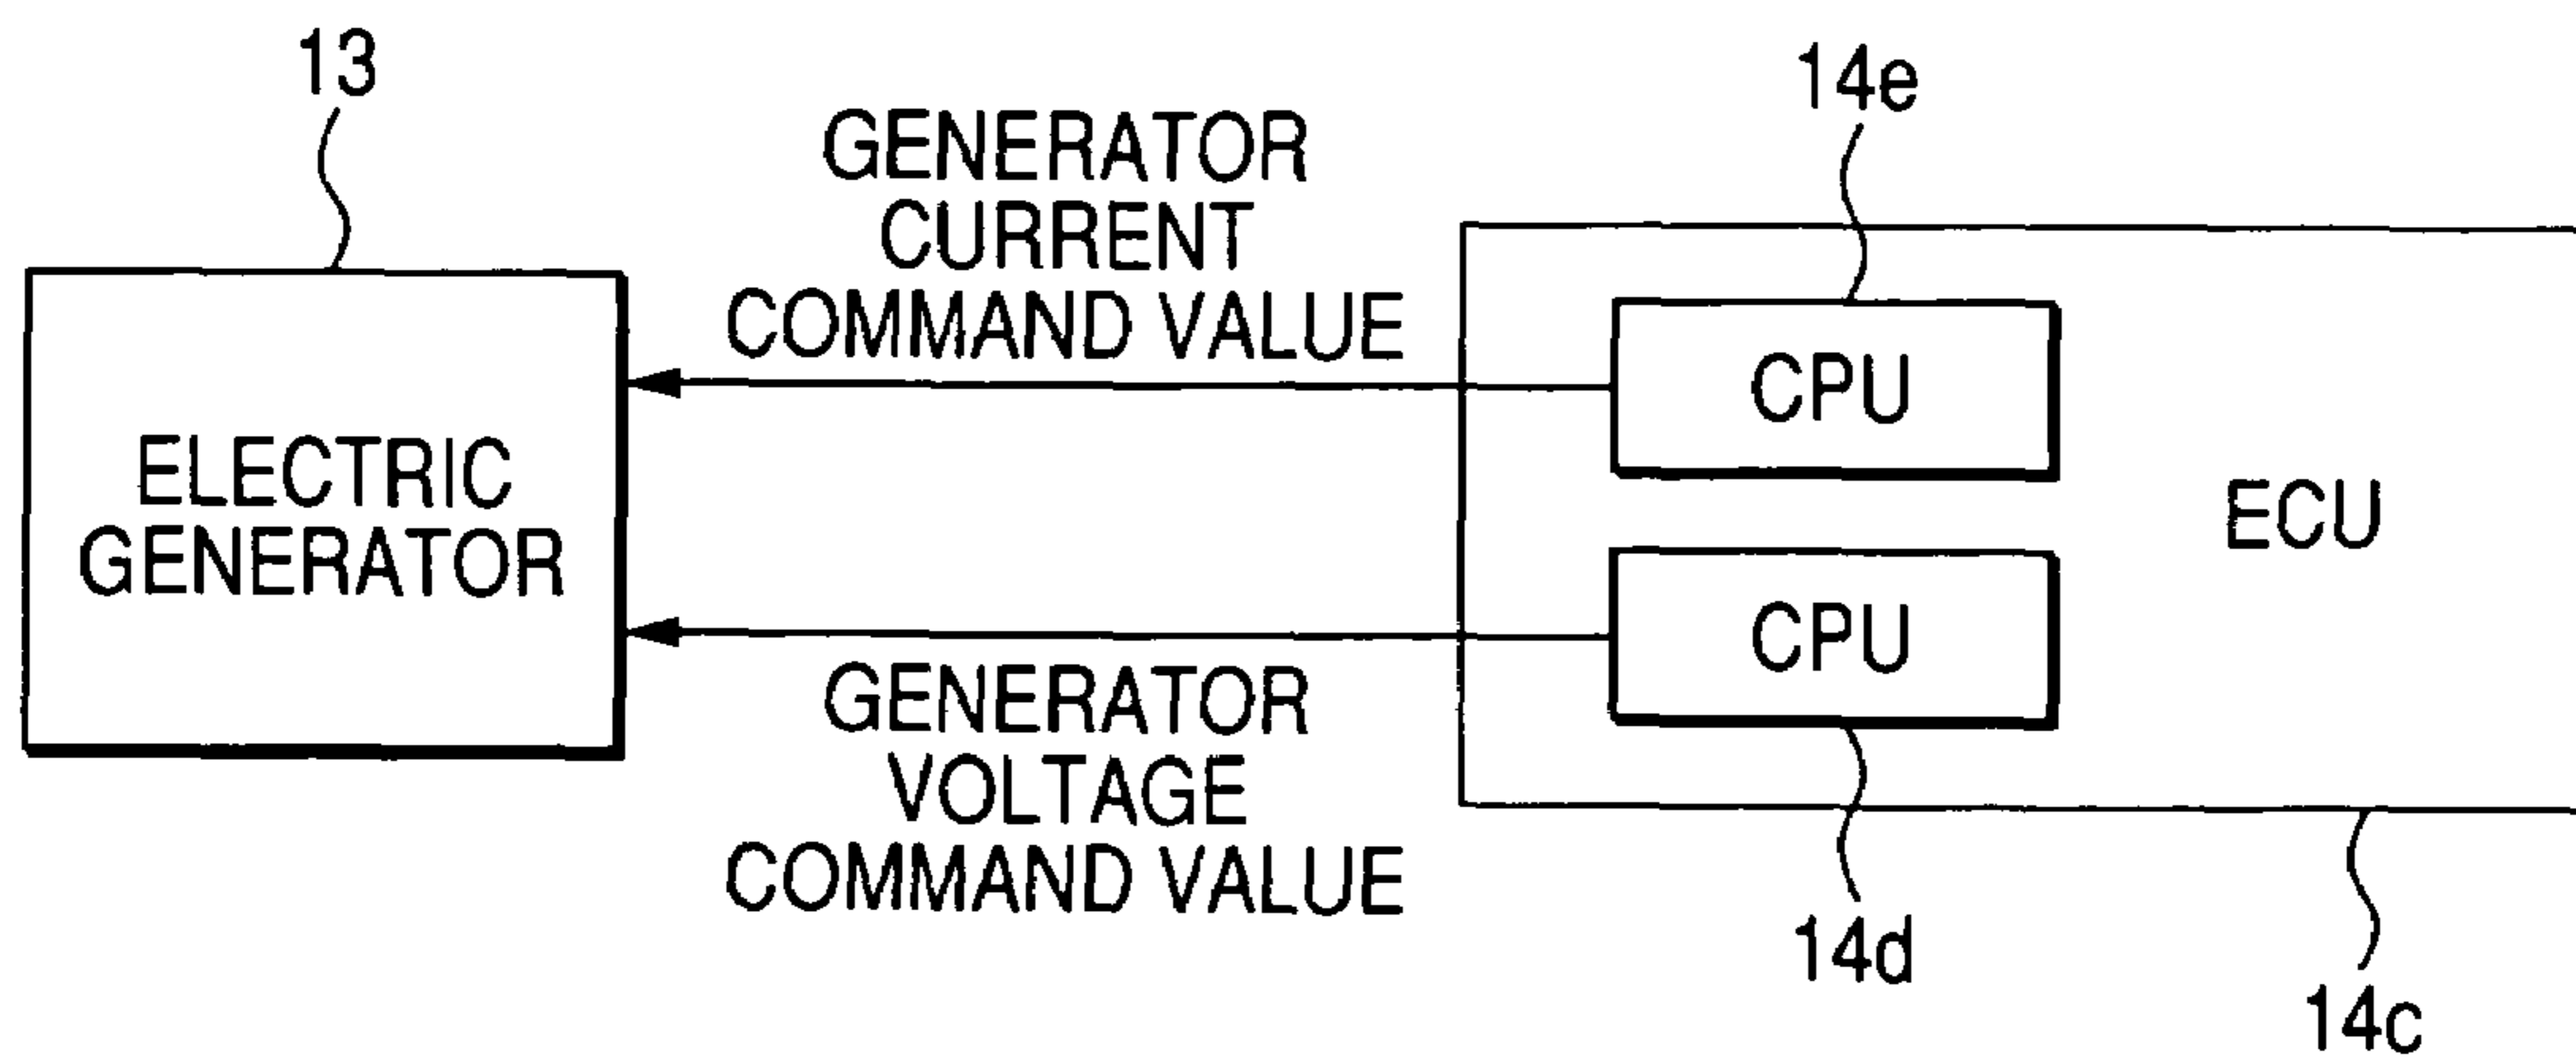 13
14e
GENERATOR
CURRENT
COMMAND VALUE
CPU
ELECTRIC
GENERATOR
ECU
CPU
GENERATOR
VOLTAGE
COMMAND VALUE
14d
14c